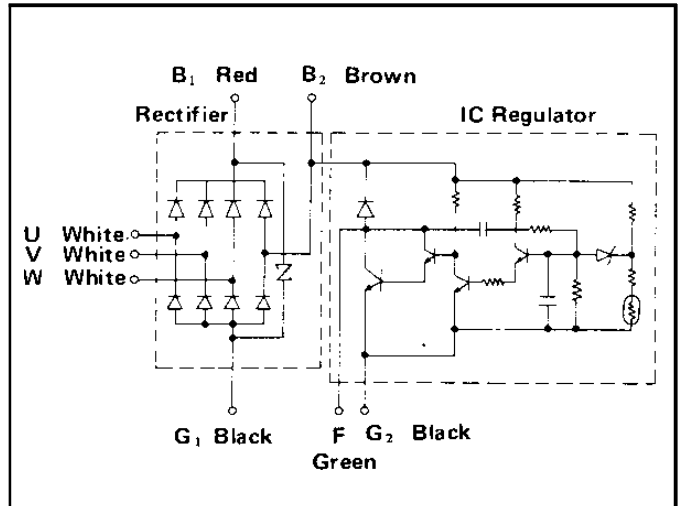 B₁ Red B₂ Brown
Rectifier IC Regulator
U White
V White
W White
G₁ Black F G₂ Black
Green